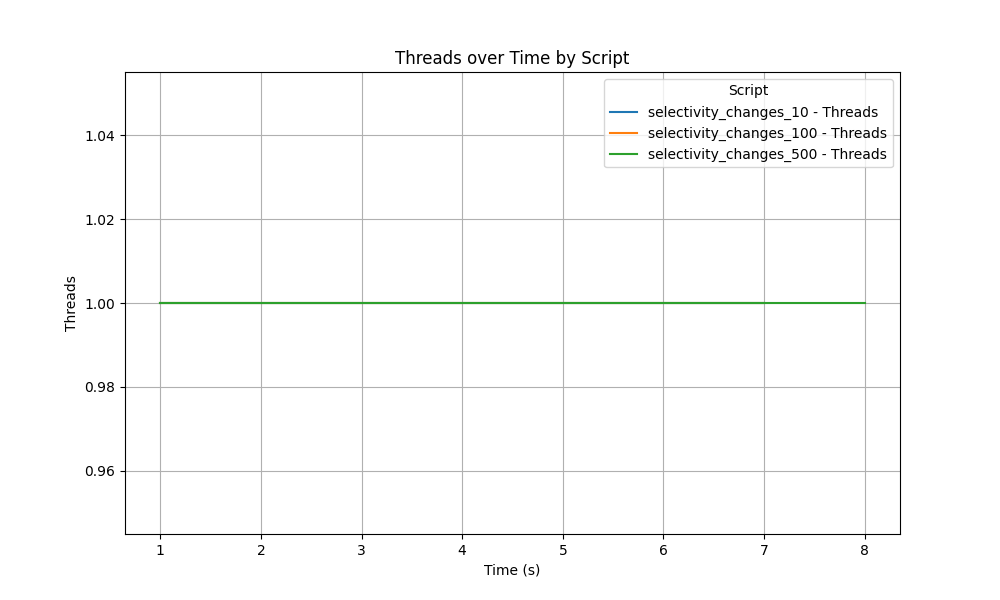 Threads over Time by Script
Script
selectivity_changes_10 - Threads
selectivity_changes_100 - Threads
selectivity_changes_500 - Threads
Threads
1.04
1.02
1.00
0.98
0.96
1 2 3 4 5 6 7 8
Time (s)